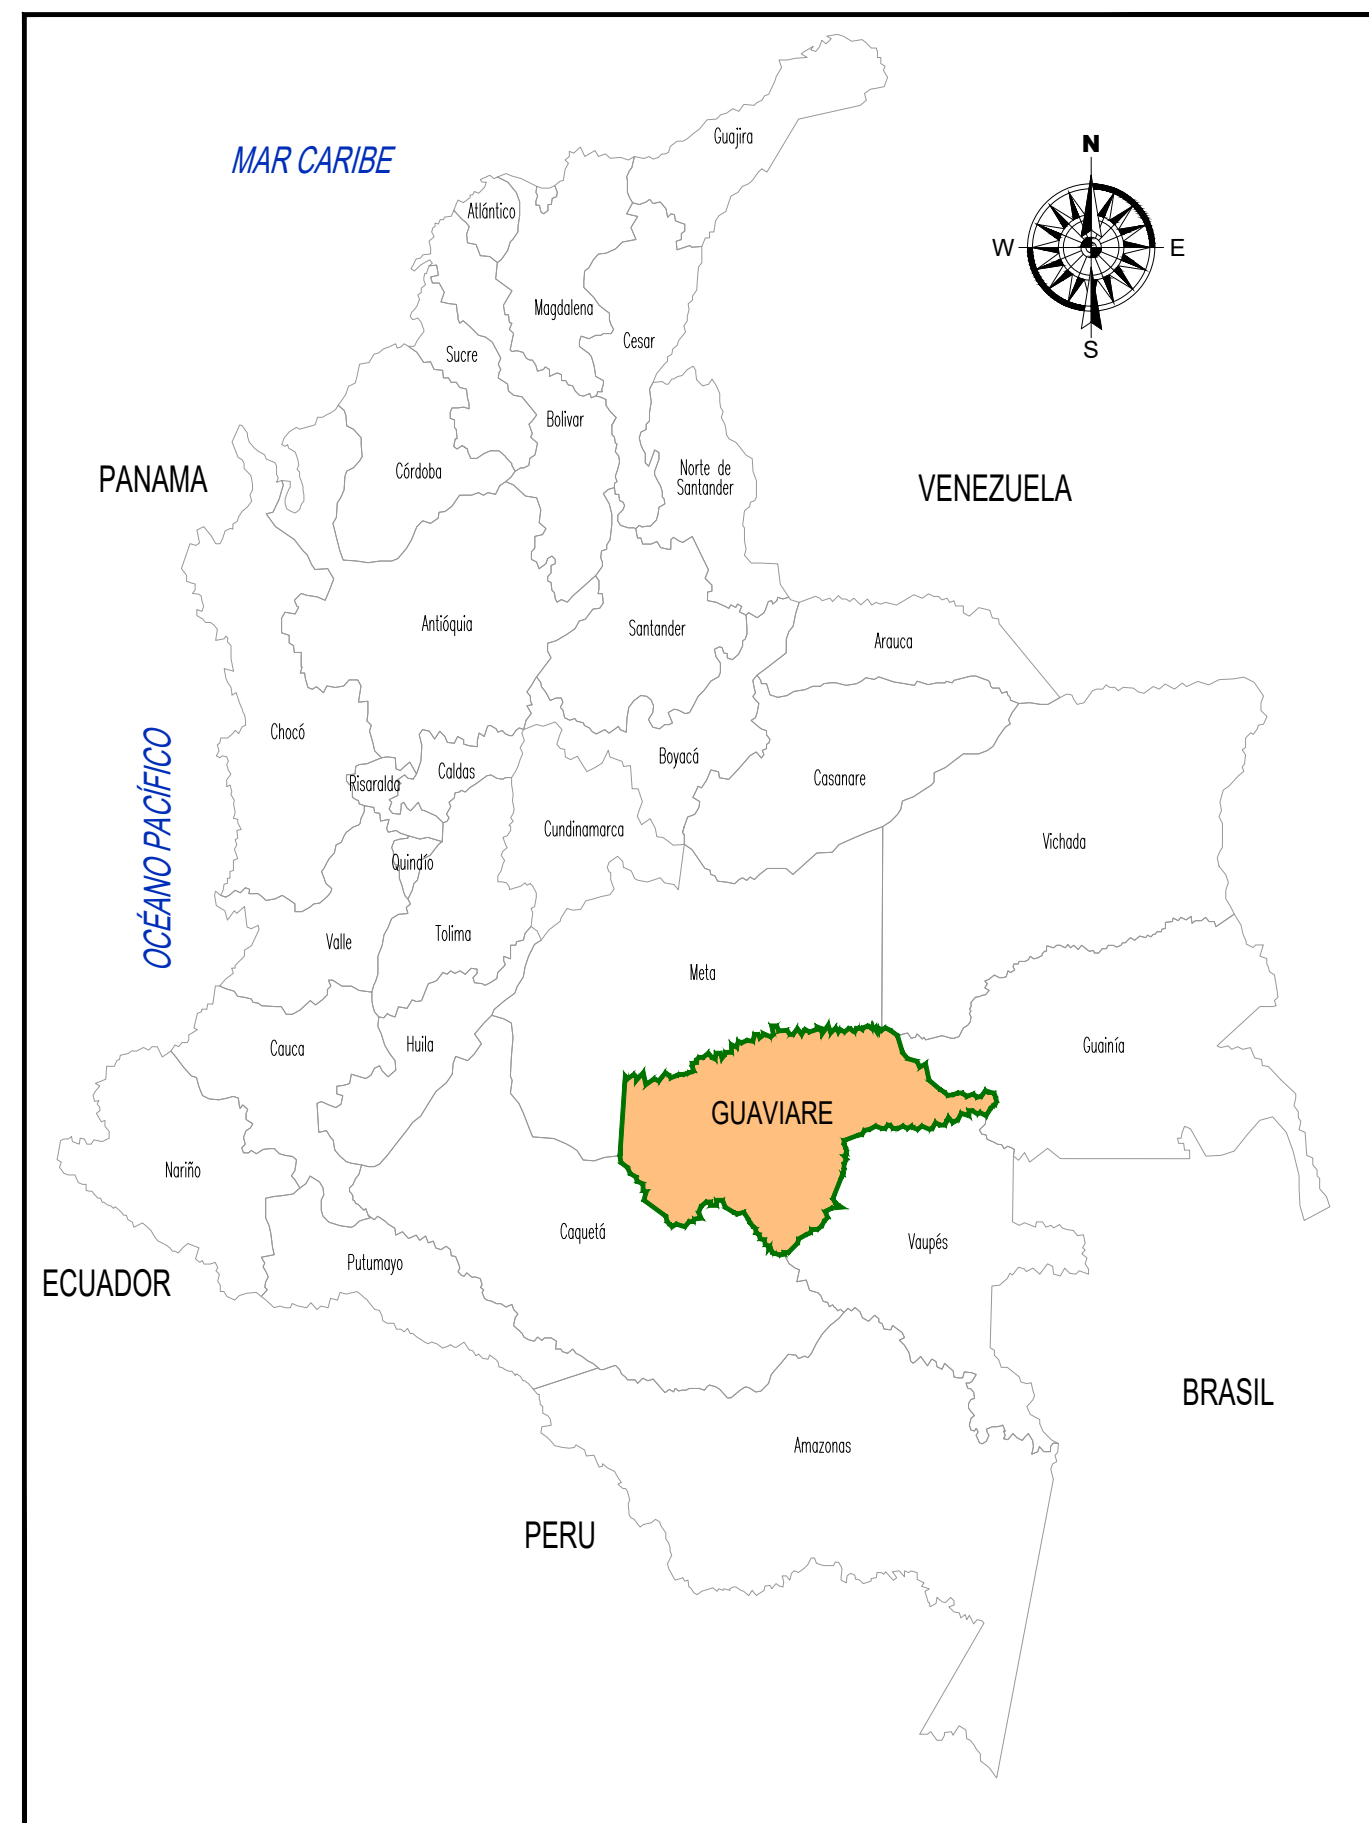 Guajira
N
MAR CARIBE
Atlántico
W
E
Magdalena
Cesar
S
Sucre
Bolivar
Córdoba
Norte de
Santander
PANAMA
VENEZUELA
Antióquia
Santander
Arauca
Chocó
Boyacá
Caldas
Casanare
Risaralda
OCÉANO PACÍFICO
Cundinamarca
Vichada
Quindío
Tolima
Valle
Meta
Huila
Cauca
Guainía
GUAVIARE
Nariño
Caquetá
Vaupés
Putumayo
ECUADOR
BRASIL
Amazonas
PERU